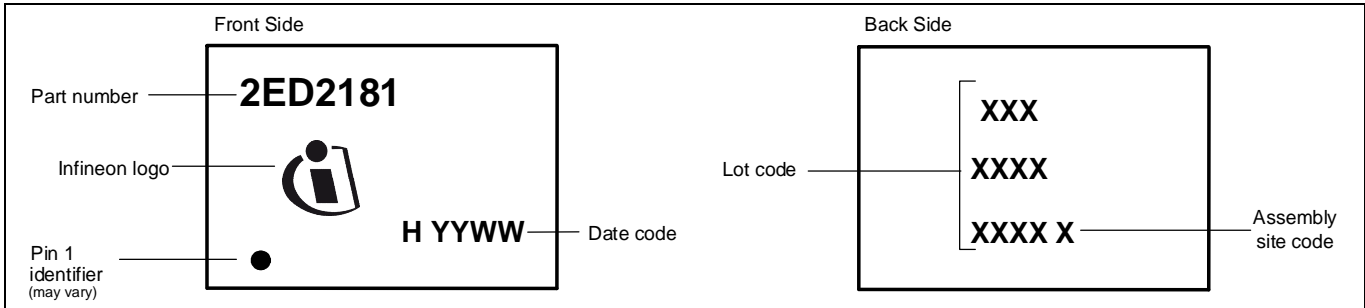 Front Side
Part number
2ED2181
Infineon logo
H YYWW
Date code
Pin 1
identifier
(may vary)
Back Side
XXX
Lot code
XXXX
XXXX X
Assembly
site code